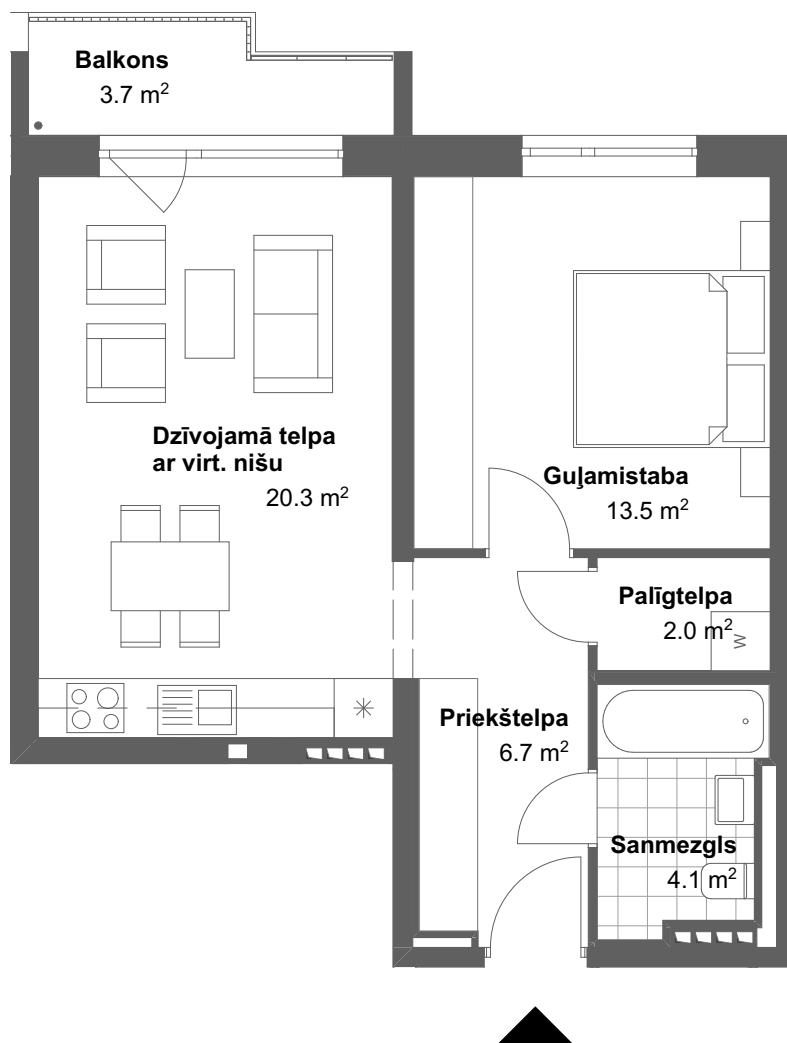 Balkons
3.7 m²
Dzīvojamā telpa
ar virt. nišu
20.3 m²
Guļamistaba
13.5 m²
Palīgtelpa
2.0 m²
W
Priekštelpa
6.7 m²
Sanmezgls
4.1 m²